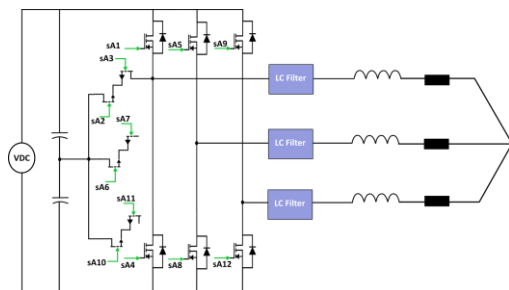 sA1
sA5
sA9
sA3
LC Filter
sA2
sA7
VDC
LC Filter
sA6
sA11
LC Filter
sA10
sA4
sA8
sA12